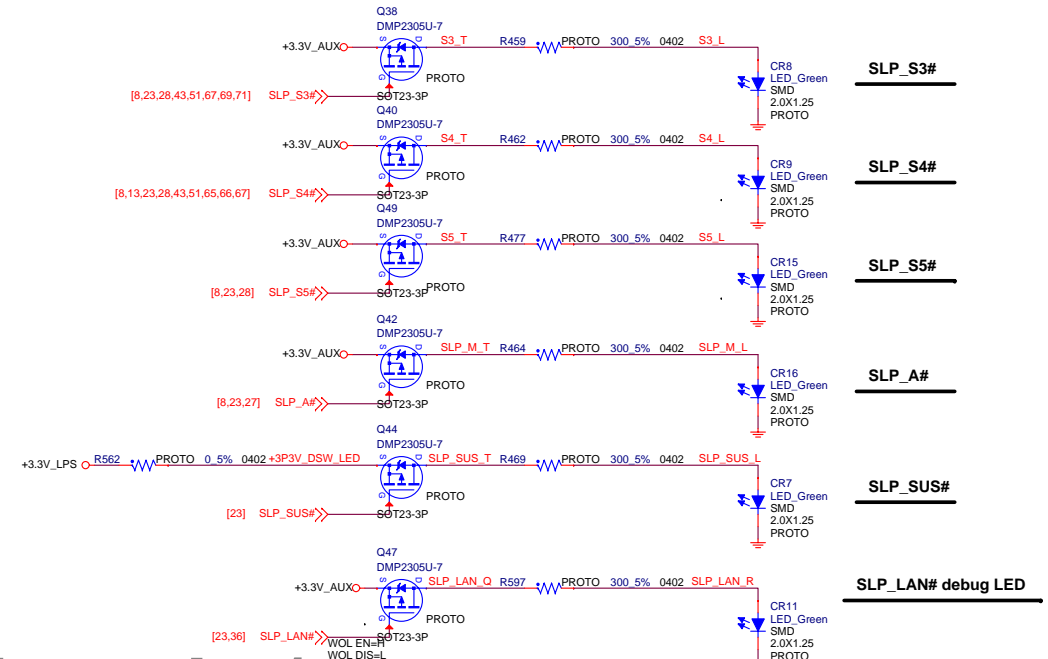 Q38
DMP2305U-7
+3.3V_AUX S D S3_T R459 PROTO 300_5% 0402 S3_L
G PROTO
CR8
LED_Green
SMD
2.0X1.25
PROTO
SLP_S3#
[8,23,28,43,51,67,69,71] SLP_S3# SOT23-3P
Q40
DMP2305U-7
+3.3V_AUX S D S4_T R462 PROTO 300_5% 0402 S4_L
G PROTO
CR9
LED_Green
SMD
2.0X1.25
PROTO
SLP_S4#
[8,13,23,28,43,51,65,66,67] SLP_S4# SOT23-3P
Q49
DMP2305U-7
+3.3V_AUX S D S5_T R477 PROTO 300_5% 0402 S5_L
G PROTO
CR15
LED_Green
SMD
2.0X1.25
PROTO
SLP_S5#
[8,23,28] SLP_S5# SOT23-3P
Q42
DMP2305U-7
+3.3V_AUX S D SLP_M_T R464 PROTO 300_5% 0402 SLP_M_L
G PROTO
CR16
LED_Green
SMD
2.0X1.25
PROTO
SLP_A#
[8,23,27] SLP_A# SOT23-3P
Q44
DMP2305U-7
+3.3V_LPS R562 PROTO 0_5% 0402 +3P3V_DSW_LED S D SLP_SUS_T R469 PROTO 300_5% 0402 SLP_SUS_L
G PROTO
CR7
LED_Green
SMD
2.0X1.25
PROTO
SLP_SUS#
[23] SLP_SUS# SOT23-3P
Q47
DMP2305U-7
+3.3V_AUX S D SLP_LAN_Q R597 PROTO 300_5% 0402 SLP_LAN_R
G PROTO
CR11
LED_Green
SMD
2.0X1.25
PROTO
SLP_LAN# debug LED
[23,36] SLP_LAN# SOT23-3P
WOL EN=H
WOL DIS=L